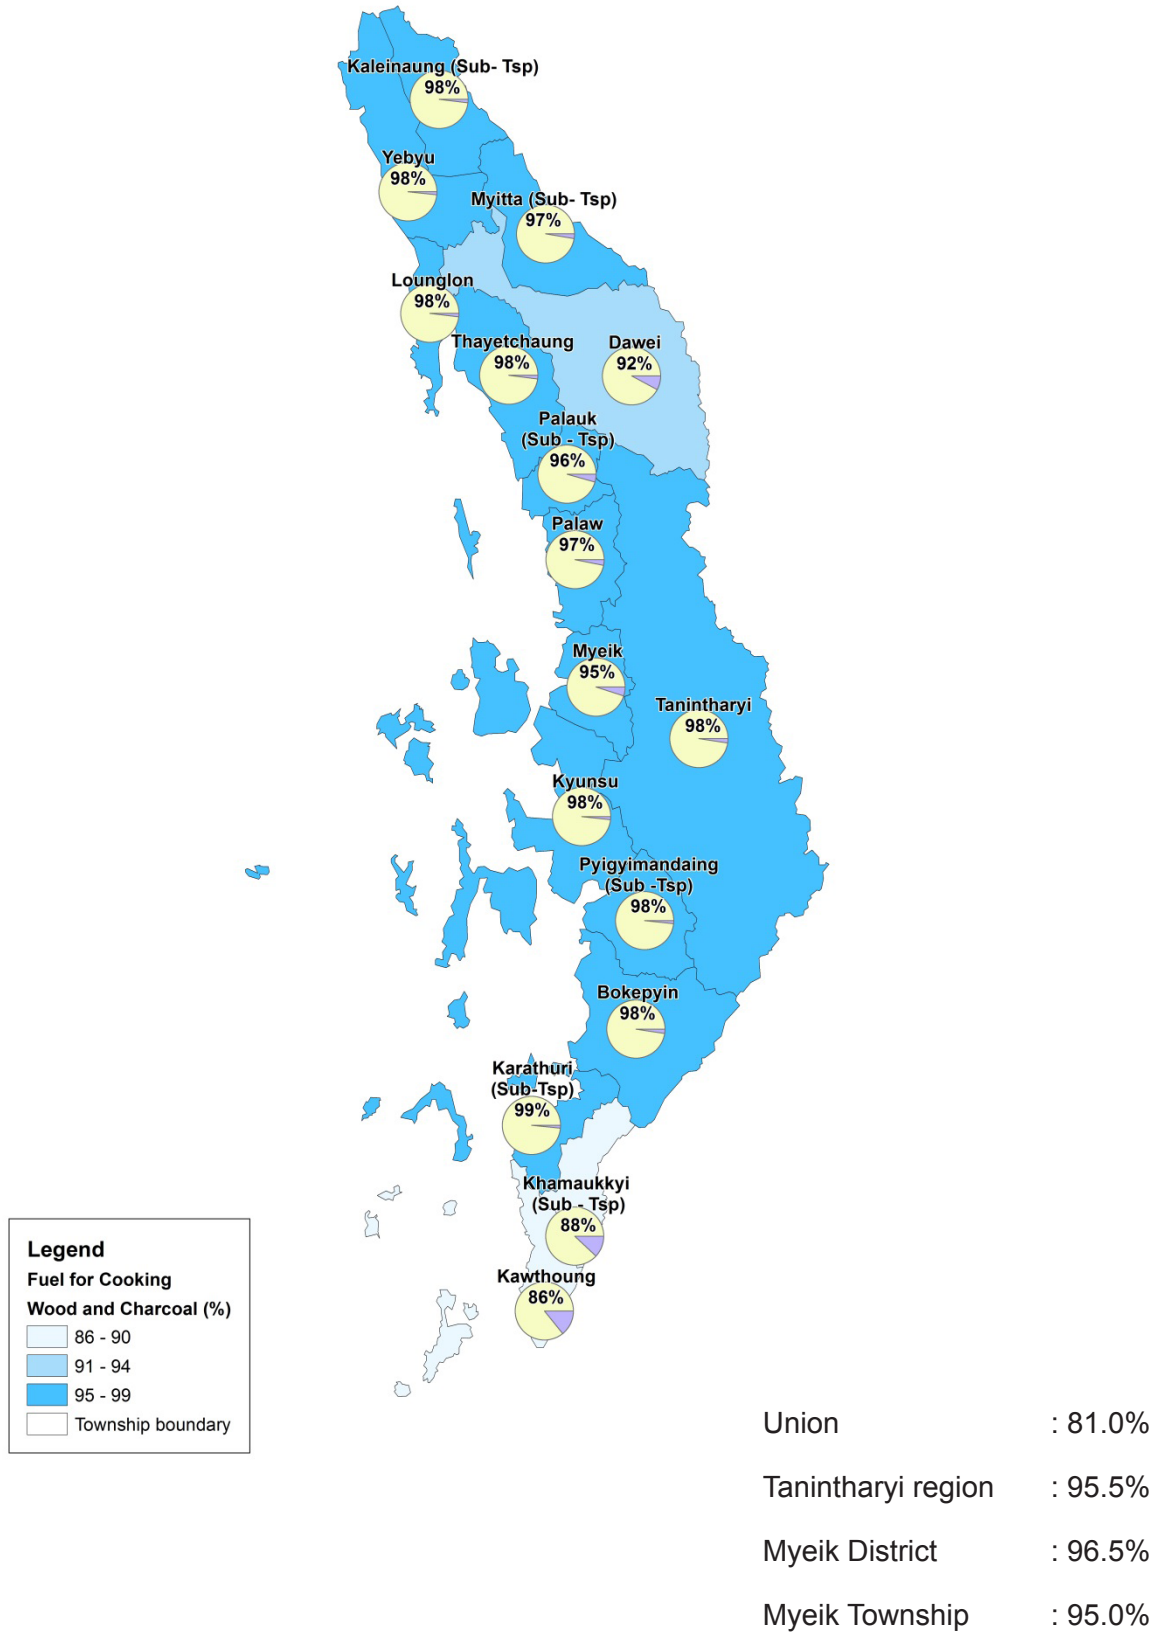 Kaleinaung (Sub- Tsp)
98%
Yebyu
98%
Myitta (Sub- Tsp)
97%
Lounglon
98%
Thayetchaung
98%
Dawei
92%
Palauk
(Sub - Tsp)
96%
Palaw
97%
Myeik
95%
Tanintharyi
98%
Kyunsu
98%
Pyigyimandaing
(Sub -Tsp)
98%
Bokepyin
98%
Karathuri
(Sub-Tsp)
99%
Khamaukkyi
(Sub - Tsp)
88%
Kawthoung
86%
Legend
Fuel for Cooking
Wood and Charcoal (%)
86 - 90
91 - 94
95 - 99
Township boundary
Union : 81.0%
Tanintharyi region : 95.5%
Myeik District : 96.5%
Myeik Township : 95.0%